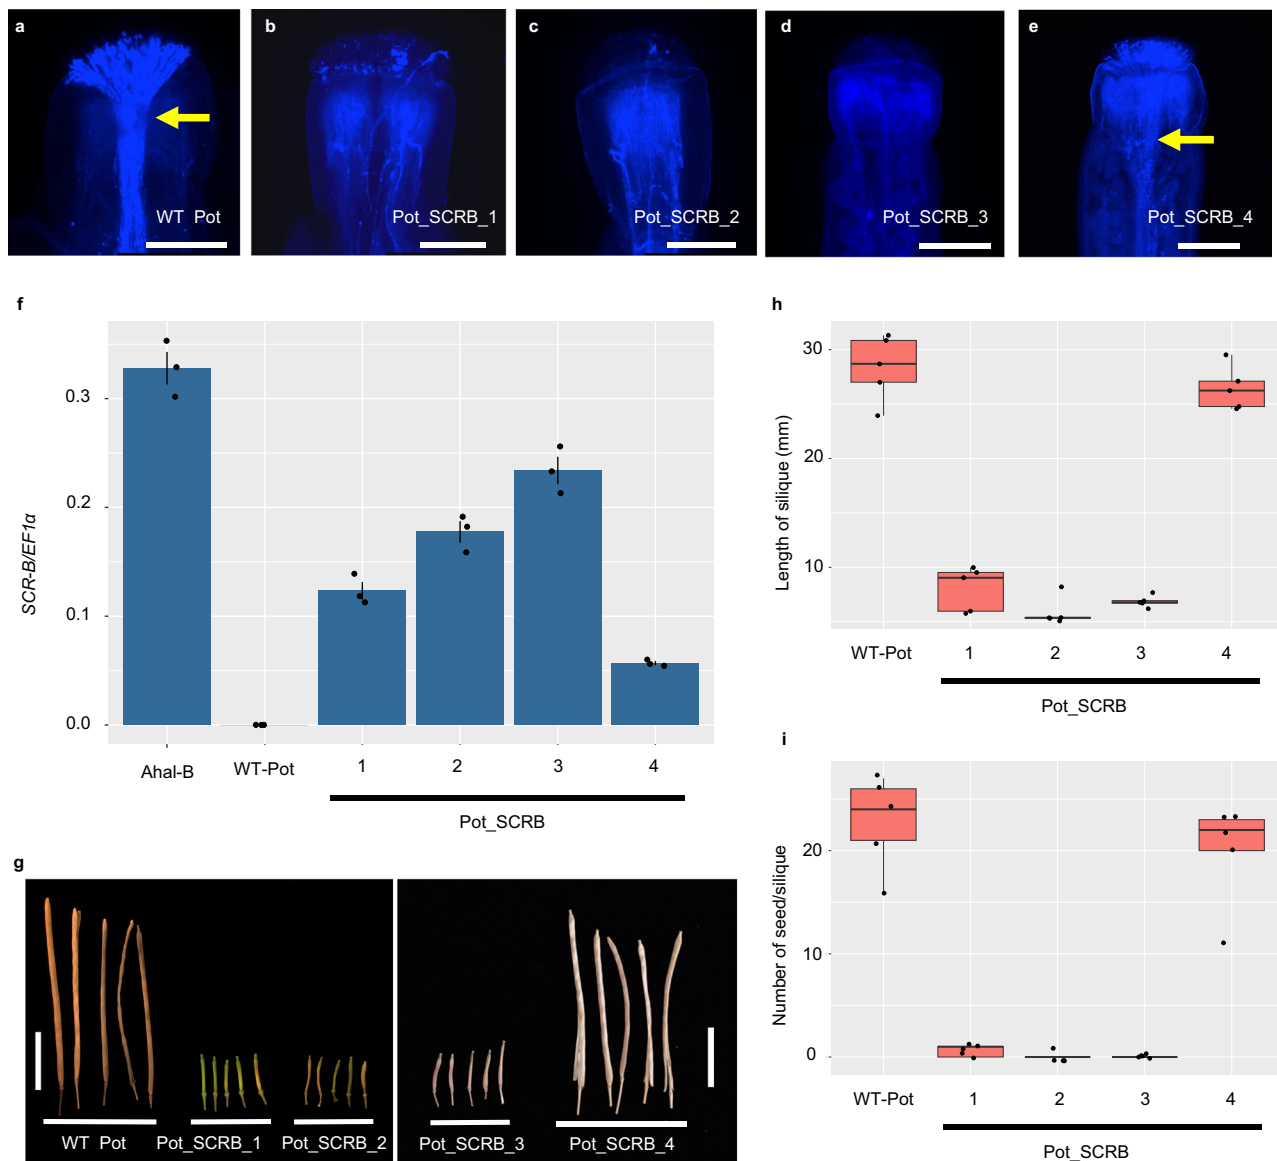 a
b
c
d
e
WT Pot
Pot_SCRB_1
Pot_SCRB_2
Pot_SCRB_3
Pot_SCRB_4
f
SCR-B/EF1α
0.3
0.2
0.1
0.0
Ahal-B
WT-Pot
1
2
3
4
Pot_SCRB
g
WT Pot
Pot_SCRB_1
Pot_SCRB_2
Pot_SCRB_3
Pot_SCRB_4
h
Length of silique (mm)
30
20
10
WT-Pot
1
2
3
4
Pot_SCRB
i
Number of seed/silique
20
10
0
WT-Pot
1
2
3
4
Pot_SCRB